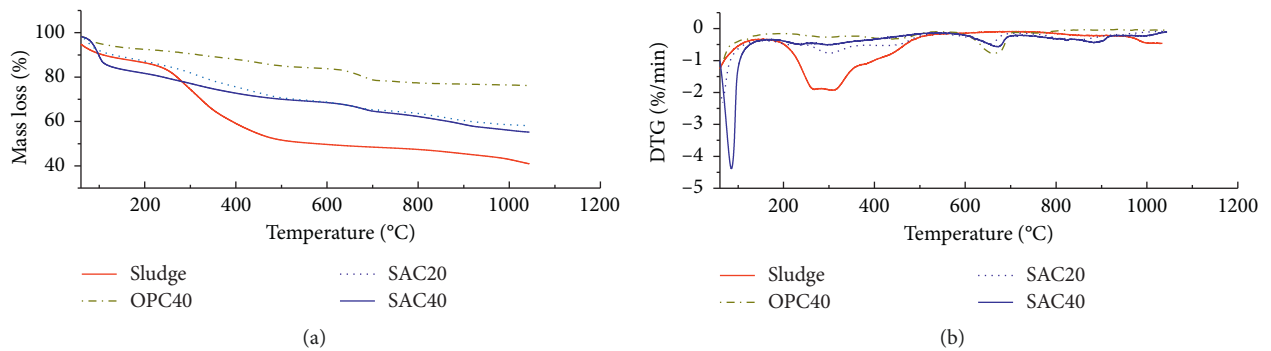 100
80
60
40
Mass loss (%)
200 400 600 800 1000 1200
Temperature (°C)
Sludge SAC20
OPC40 SAC40
(a)
0
−1
−2
−3
−4
−5
DTG (%/min)
200 400 600 800 1000 1200
Temperature (°C)
Sludge SAC20
OPC40 SAC40
(b)